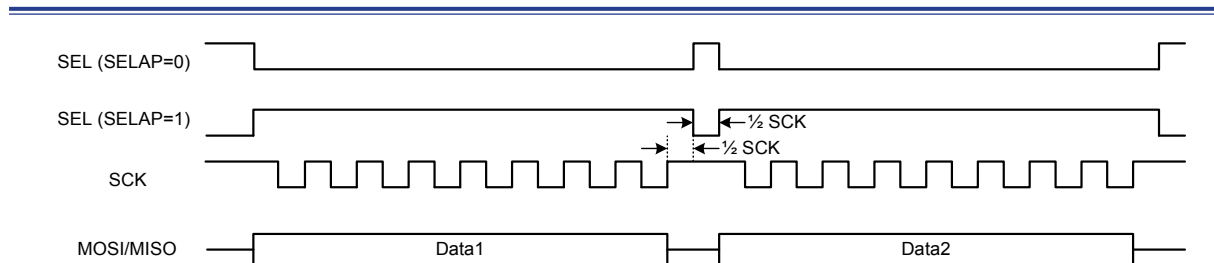 SEL (SELAP=0)
SEL (SELAP=1)
½ SCK
½ SCK
SCK
MOSI/MISO
Data1
Data2